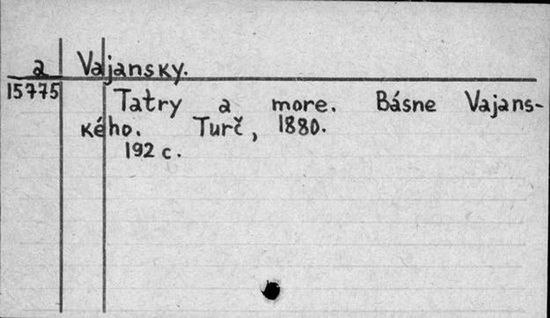 a Vajansky.
15775 Tatry a more. Básne Vajans-
kého. Turč, 1880.
192 c.